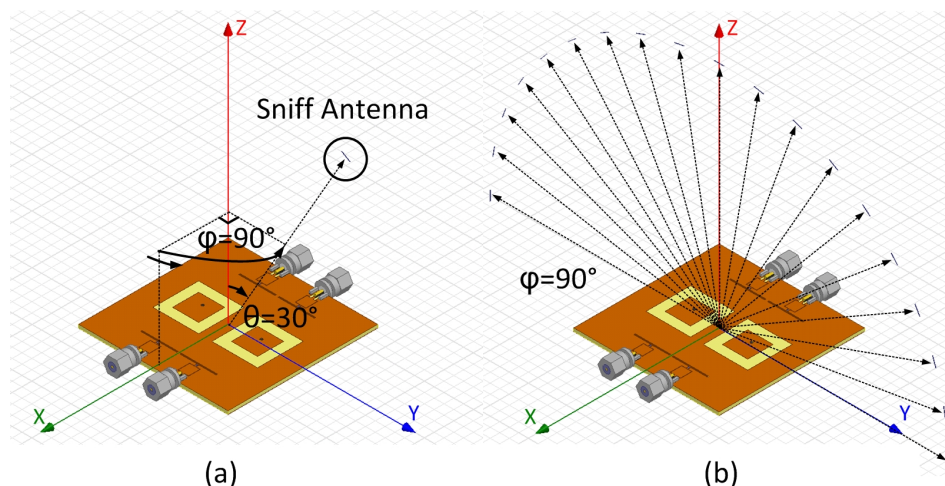 Z
Sniff Antenna
φ=90°
θ=30°
X
Y
(a)
Z
φ=90°
X
Y
(b)